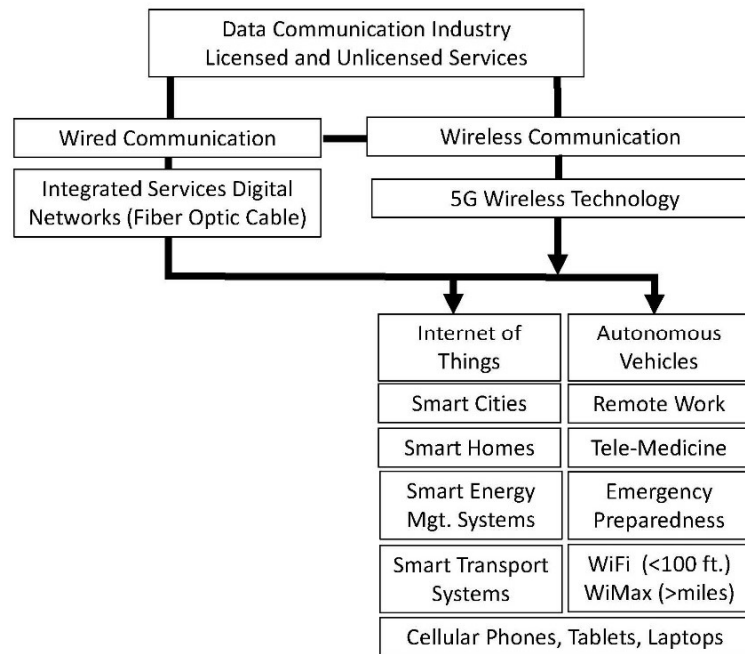 Data Communication Industry
Licensed and Unlicensed Services
Wired Communication
Wireless Communication
Integrated Services Digital
Networks (Fiber Optic Cable)
5G Wireless Technology
Internet of
Things
Autonomous
Vehicles
Smart Cities
Remote Work
Smart Homes
Tele-Medicine
Smart Energy
Mgt. Systems
Emergency
Preparedness
Smart Transport
Systems
WiFi (<100 ft.)
WiMax (>miles)
Cellular Phones, Tablets, Laptops